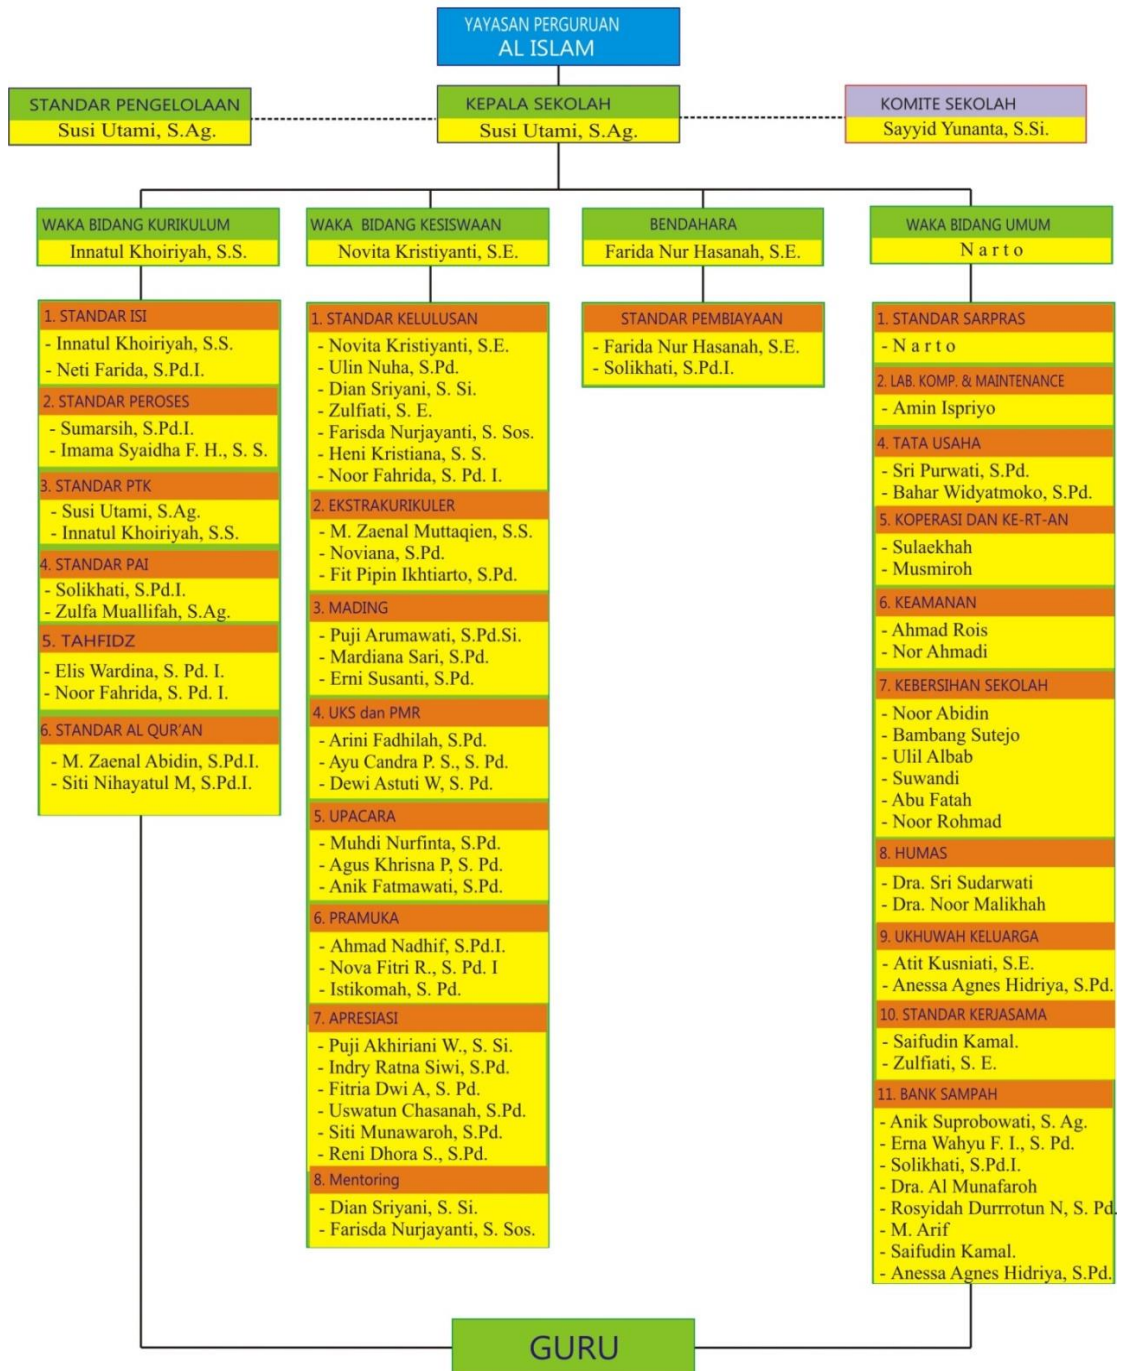 YAYASAN PERGURUAN
AL ISLAM
STANDAR PENGELOLAAN
Susi Utami, S.Ag.
KEPALA SEKOLAH
Susi Utami, S.Ag.
KOMITE SEKOLAH
Sayyid Yunanta, S.Si.
WAKA BIDANG KURIKULUM
Innatul Khoiriyah, S.S.
1. STANDAR ISI
- Innatul Khoiriyah, S.S.
- Neti Farida, S.Pd.I.
2. STANDAR PEROSES
- Sumarsih, S.Pd.I.
- Imama Syaidha F. H., S. S.
3. STANDAR PTK
- Susi Utami, S.Ag.
- Innatul Khoiriyah, S.S.
4. STANDAR PAI
- Solikhati, S.Pd.I.
- Zulfa Muallifah, S.Ag.
5. TAHFIDZ
- Elis Wardina, S. Pd. I.
- Noor Fahrida, S. Pd. I.
6. STANDAR AL QUR'AN
- M. Zaenal Abidin, S.Pd.I.
- Siti Nihayatul M, S.Pd.I.
WAKA BIDANG KESISWAAN
Novita Kristiyanti, S.E.
1. STANDAR KELULUSAN
- Novita Kristiyanti, S.E.
- Ulin Nuha, S.Pd.
- Dian Sriyani, S. Si.
- Zulfiati, S. E.
- Farisda Nurjayanti, S. Sos.
- Heni Kristiana, S. S.
- Noor Fahrida, S. Pd. I.
2. EKSTRAKURIKULER
- M. Zaenal Muttaqien, S.S.
- Noviana, S.Pd.
- Fit Pipin Ikhtiarto, S.Pd.
3. MADING
- Puji Arumawati, S.Pd.Si.
- Mardiana Sari, S.Pd.
- Erni Susanti, S.Pd.
4. UKS dan PMR
- Arini Fadhilah, S.Pd.
- Ayu Candra P. S., S. Pd.
- Dewi Astuti W, S. Pd.
5. UPACARA
- Muhdi Nurfinta, S.Pd.
- Agus Khrisna P, S. Pd.
- Anik Fatmawati, S.Pd.
6. PRAMUKA
- Ahmad Nadhif, S.Pd.I.
- Nova Fitri R., S. Pd. I
- Istikomah, S. Pd.
7. APRESIASI
- Puji Akhiriani W., S. Si.
- Indry Ratna Siwi, S.Pd.
- Fitria Dwi A, S. Pd.
- Uswatun Chasanah, S.Pd.
- Siti Munawaroh, S.Pd.
- Reni Dhora S., S.Pd.
8. Mentoring
- Dian Sriyani, S. Si.
- Farisda Nurjayanti, S. Sos.
BENDAHARA
Farida Nur Hasanah, S.E.
STANDAR PEMBIAYAAN
- Farida Nur Hasanah, S.E.
- Solikhati, S.Pd.I.
WAKA BIDANG UMUM
N a r t o
1. STANDAR SARPRAS
- N a r t o
2. LAB. KOMP. & MAINTENANCE
- Amin Ispriyo
4. TATA USAHA
- Sri Purwati, S.Pd.
- Bahar Widyatmoko, S.Pd.
5. KOPERASI DAN KE-RT-AN
- Sulaekhah
- Musmiroh
6. KEAMANAN
- Ahmad Rois
- Nor Ahmadi
7. KEBERSIHAN SEKOLAH
- Noor Abidin
- Bambang Sutejo
- Ulil Albab
- Suwandi
- Abu Fatah
- Noor Rohmad
8. HUMAS
- Dra. Sri Sudarwati
- Dra. Noor Malikhah
9. UKHUWAH KELUARGA
- Atit Kusniati, S.E.
- Anessa Agnes Hidriya, S.Pd.
10. STANDAR KERJASAMA
- Saifudin Kamal.
- Zulfiati, S. E.
11. BANK SAMPAH
- Anik Suprobowati, S. Ag.
- Erna Wahyu F. I., S. Pd.
- Solikhati, S.Pd.I.
- Dra. Al Munafaroh
- Rosyidah Durrrotun N, S. Pd.
- M. Arif
- Saifudin Kamal.
- Anessa Agnes Hidriya, S.Pd.
GURU